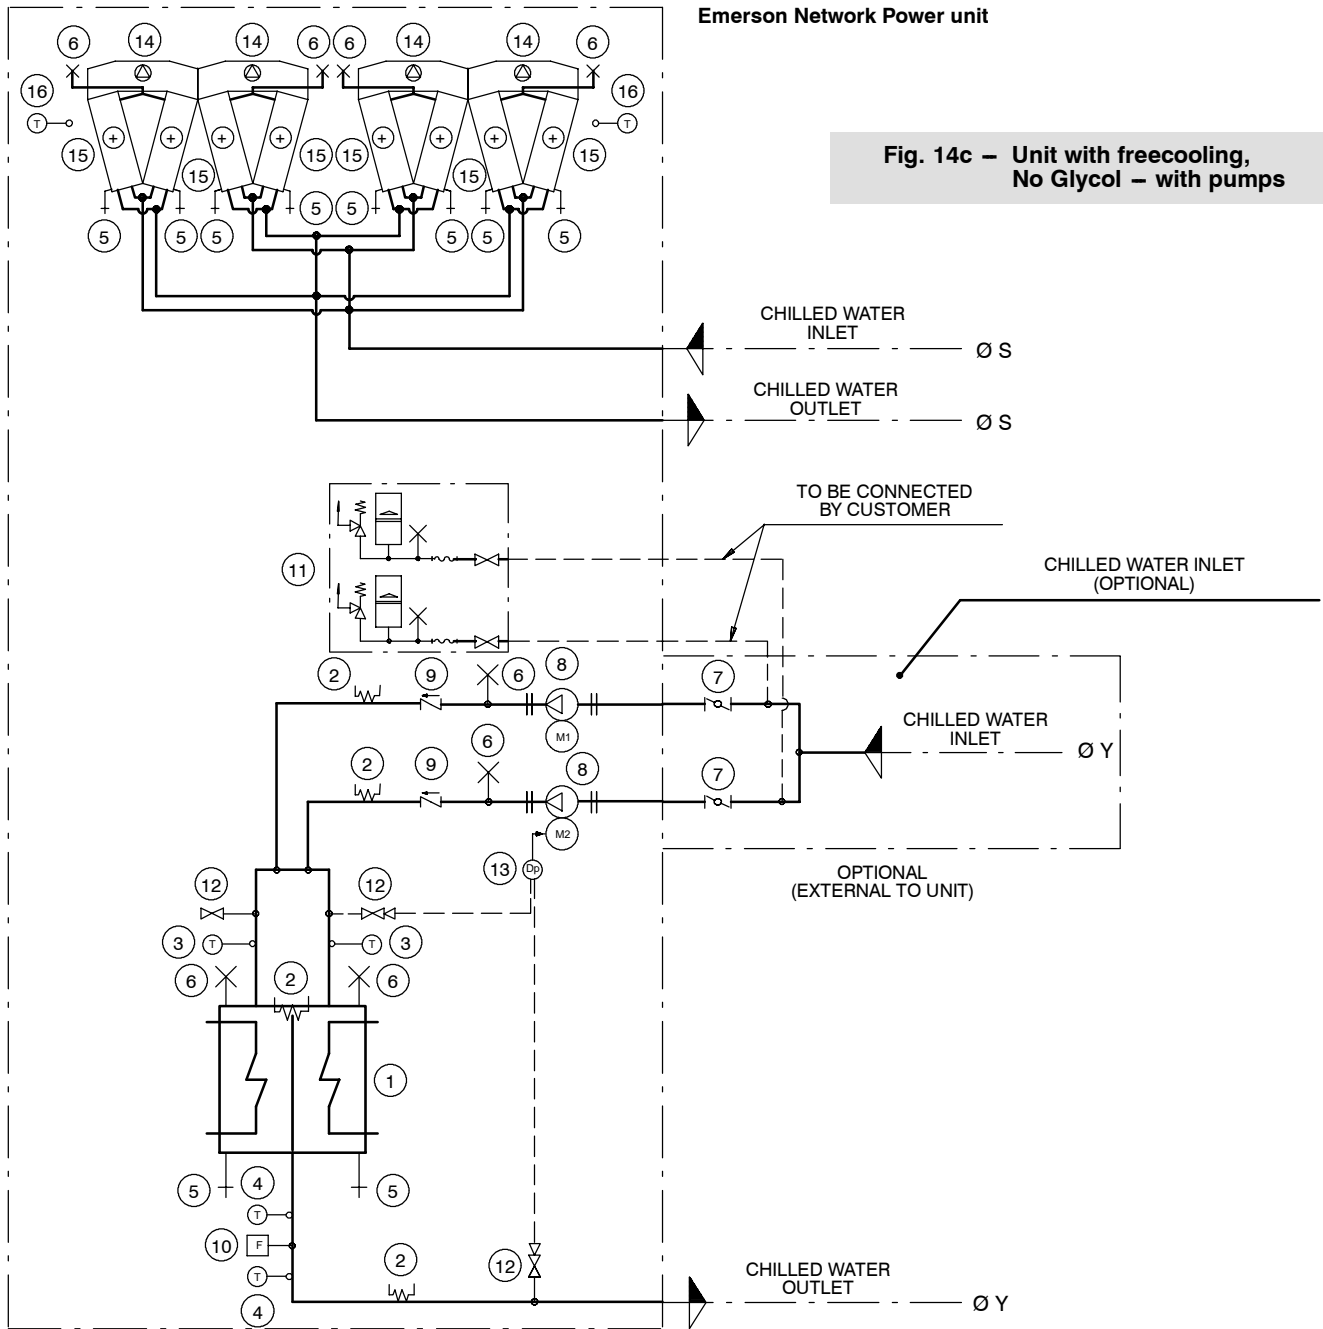 Emerson Network Power unit
6 14 14 6 6 14 14 6
16 16
T T
+ + + + + + + +
15 15 15 15
15 15
5 5
5 5 5 5 5 5
Fig. 14c – Unit with freecooling,
No Glycol – with pumps
CHILLED WATER
INLET
Ø S
CHILLED WATER
OUTLET
Ø S
TO BE CONNECTED
BY CUSTOMER
11
CHILLED WATER INLET
(OPTIONAL)
2 9 6 8 7
M1
CHILLED WATER
INLET
Ø Y
6
2 9 8 7
M2
13 Dp
OPTIONAL
(EXTERNAL TO UNIT)
12 12
3 T T 3
6 2 6
1
5 4 5
T
10 F
T
4
2
12
CHILLED WATER
OUTLET
Ø Y